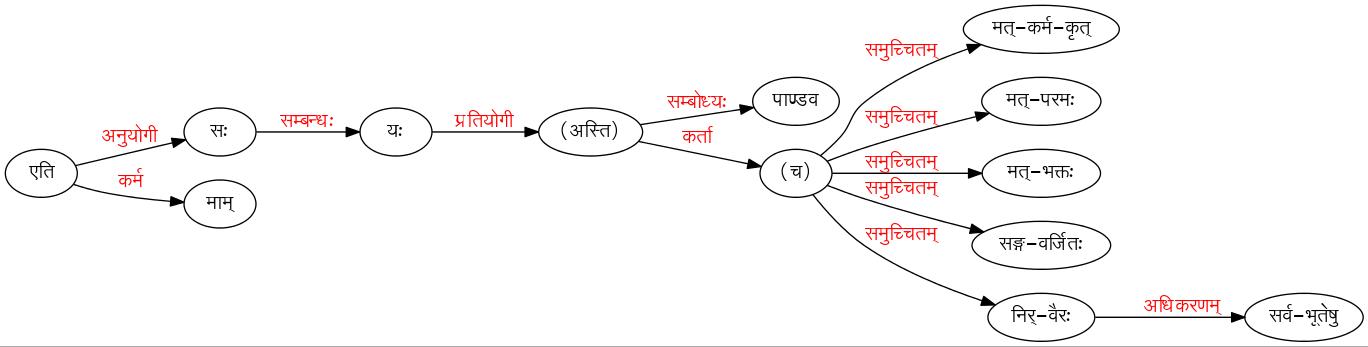 मत्-कर्म-कृत्
समुच्चितम्
पाण्डव
मत्-परमः
सम्बोध्यः
समुच्चितम्
अनुयोगी
सः
सम्बन्धः
यः
प्रतियोगी
(अस्ति)
कर्ता
समुच्चितम्
एति
(च)
मत्-भक्तः
कर्म
समुच्चितम्
माम्
समुच्चितम्
सङ्ग-वर्जितः
निर्-वैरः
अधिकरणम्
सर्व-भूतेषु